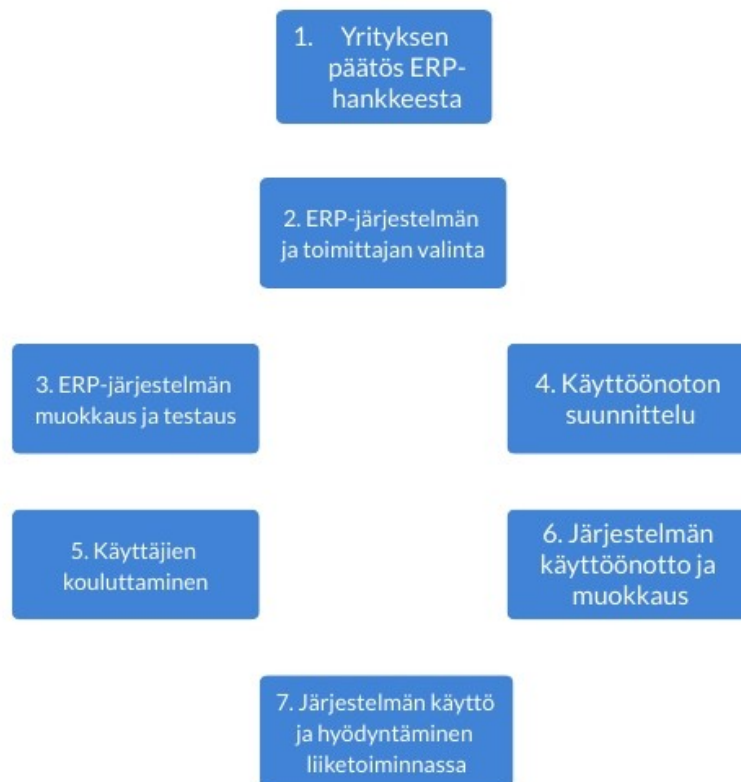 1. Yrityksen
päätös ERP-
hankkeesta
2. ERP-järjestelmän
ja toimittajan valinta
3. ERP-järjestelmän
muokkaus ja testaus
4. Käyttöönoton
suunnittelu
5. Käyttäjien
kouluttaminen
6. Järjestelmän
käyttöönotto ja
muokkaus
7. Järjestelmän käyttö
ja hyödyntäminen
liiketoiminnassa